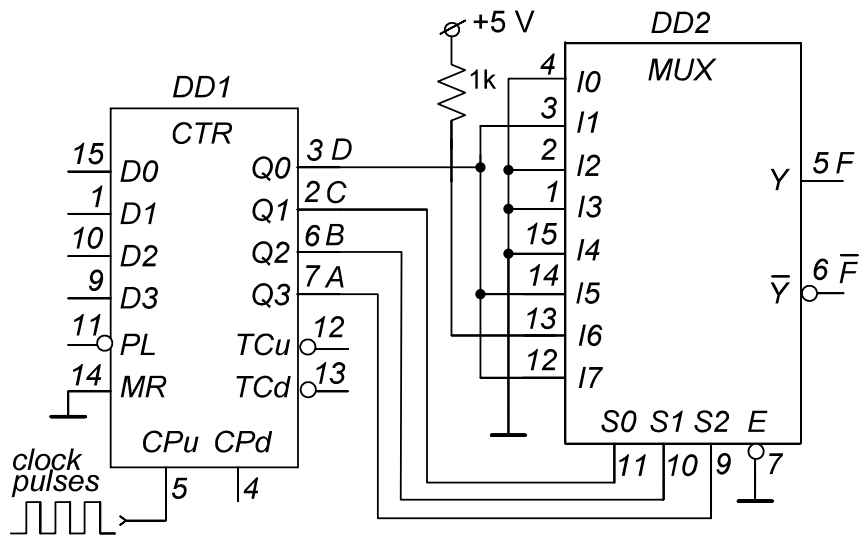 +5 V
1k
DD1
CTR
15 D0
1 D1
10 D2
9 D3
11 PL
14 MR
Q0 3 D
Q1 2 C
Q2 6 B
Q3 7 A
TCu 12
TCd 13
CPu CPd
5 4
clock
pulses
DD2
MUX
4 I0
3 I1
2 I2
1 I3
15 I4
14 I5
13 I6
12 I7
Y 5 F
Y̅ 6 F̅
S0 S1 S2 E
11 10 9 7